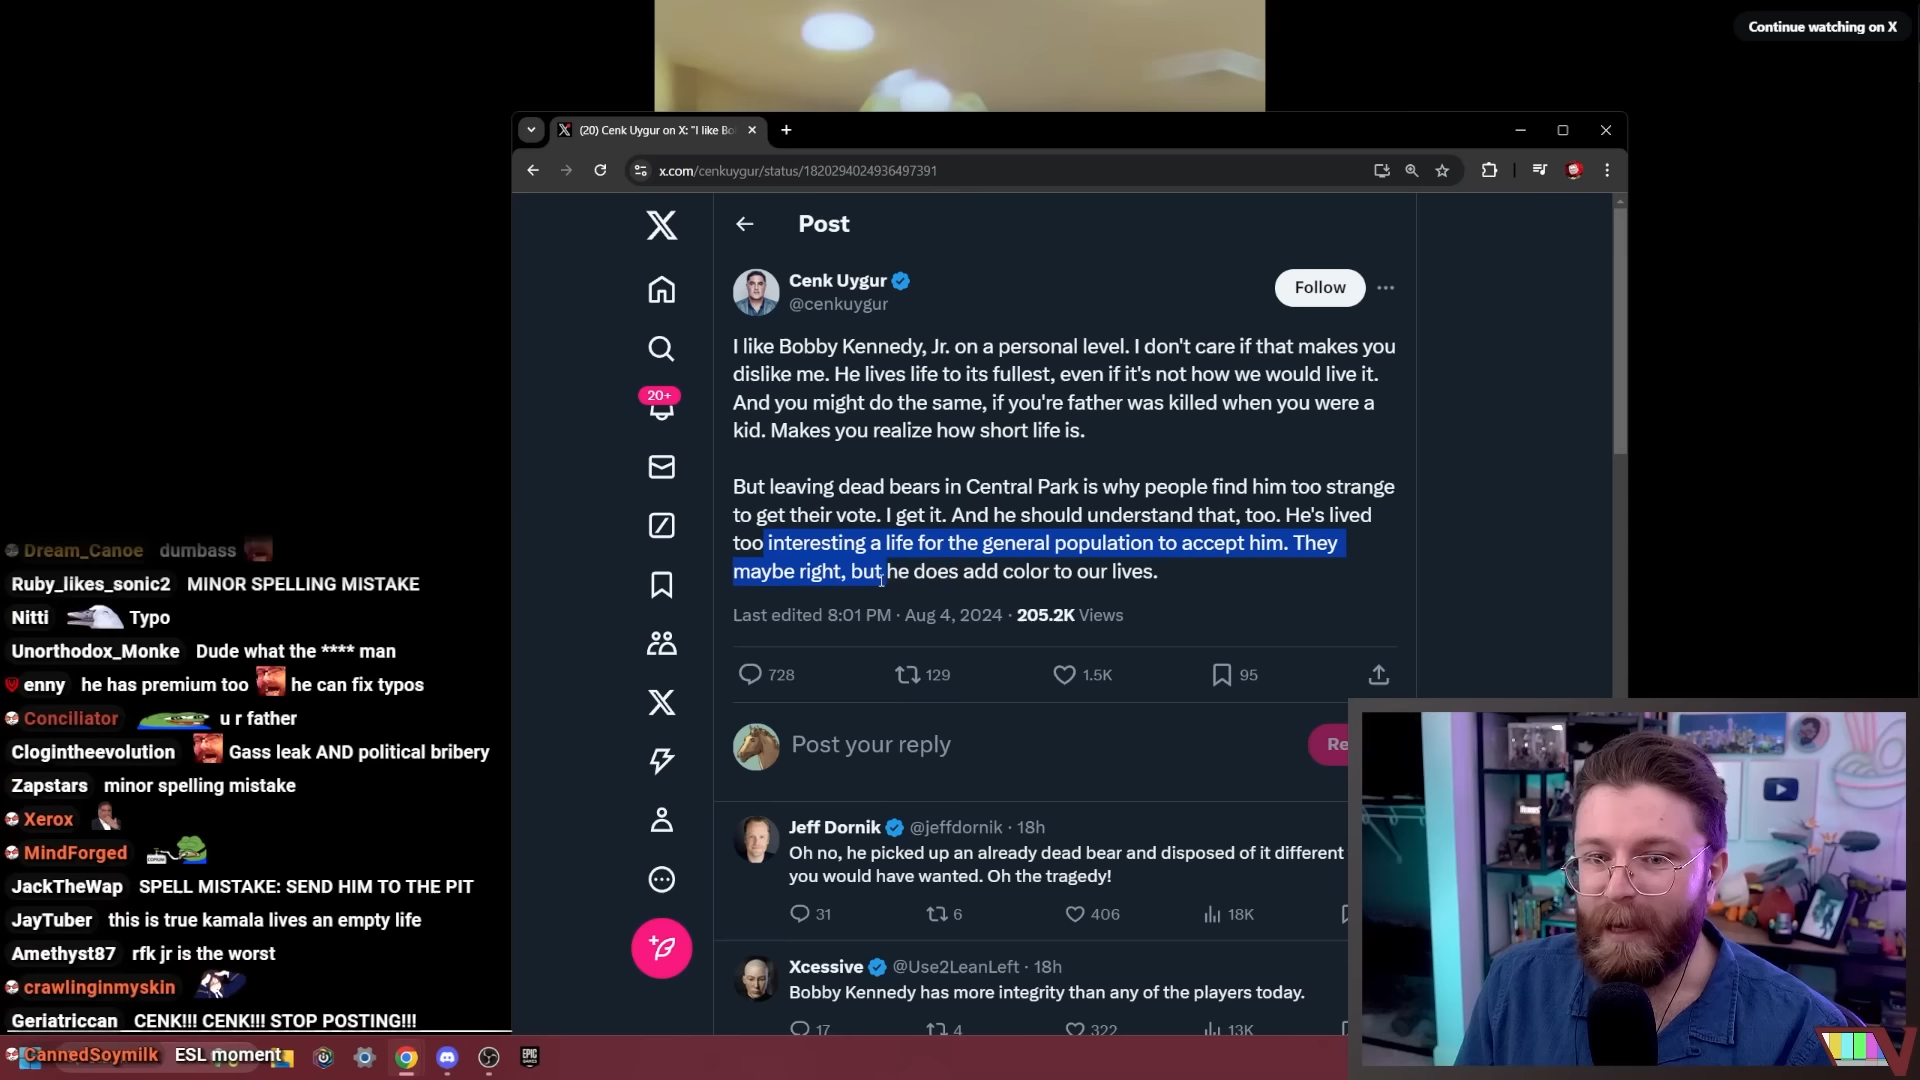 Continue watching on X
(20) Cenk Uygur on X: "I like Bo
x.com/cenkuygur/status/1820294024936497391
Post
Cenk Uygur
@cenkuygur
Follow
I like Bobby Kennedy, Jr. on a personal level. I don't care if that makes you
dislike me. He lives life to its fullest, even if it's not how we would live it.
And you might do the same, if you're father was killed when you were a
kid. Makes you realize how short life is.
But leaving dead bears in Central Park is why people find him too strange
to get their vote. I get it. And he should understand that, too. He's lived
too interesting a life for the general population to accept him. They
maybe right, but he does add color to our lives.
Last edited 8:01 PM · Aug 4, 2024 · 205.2K Views
728 129 1.5K 95
20+
Post your reply
Re
Jeff Dornik @jeffdornik · 18h
Oh no, he picked up an already dead bear and disposed of it different
you would have wanted. Oh the tragedy!
31 6 406 18K
Xcessive @Use2LeanLeft · 18h
Bobby Kennedy has more integrity than any of the players today.
17 4 322 13K
Dream_Canoe dumbass
Ruby_likes_sonic2 MINOR SPELLING MISTAKE
Nitti Typo
Unorthodox_Monke Dude what the **** man
enny he has premium too he can fix typos
Conciliator u r father
Clogintheevolution Gass leak AND political bribery
Zapstars minor spelling mistake
Xerox
MindForged
JackTheWap SPELL MISTAKE: SEND HIM TO THE PIT
JayTuber this is true kamala lives an empty life
Amethyst87 rfk jr is the worst
crawlinginmyskin
Geriatriccan CENK!!! CENK!!! STOP POSTING!!!
CannedSoymilk ESL moment
EPIC
GAMES